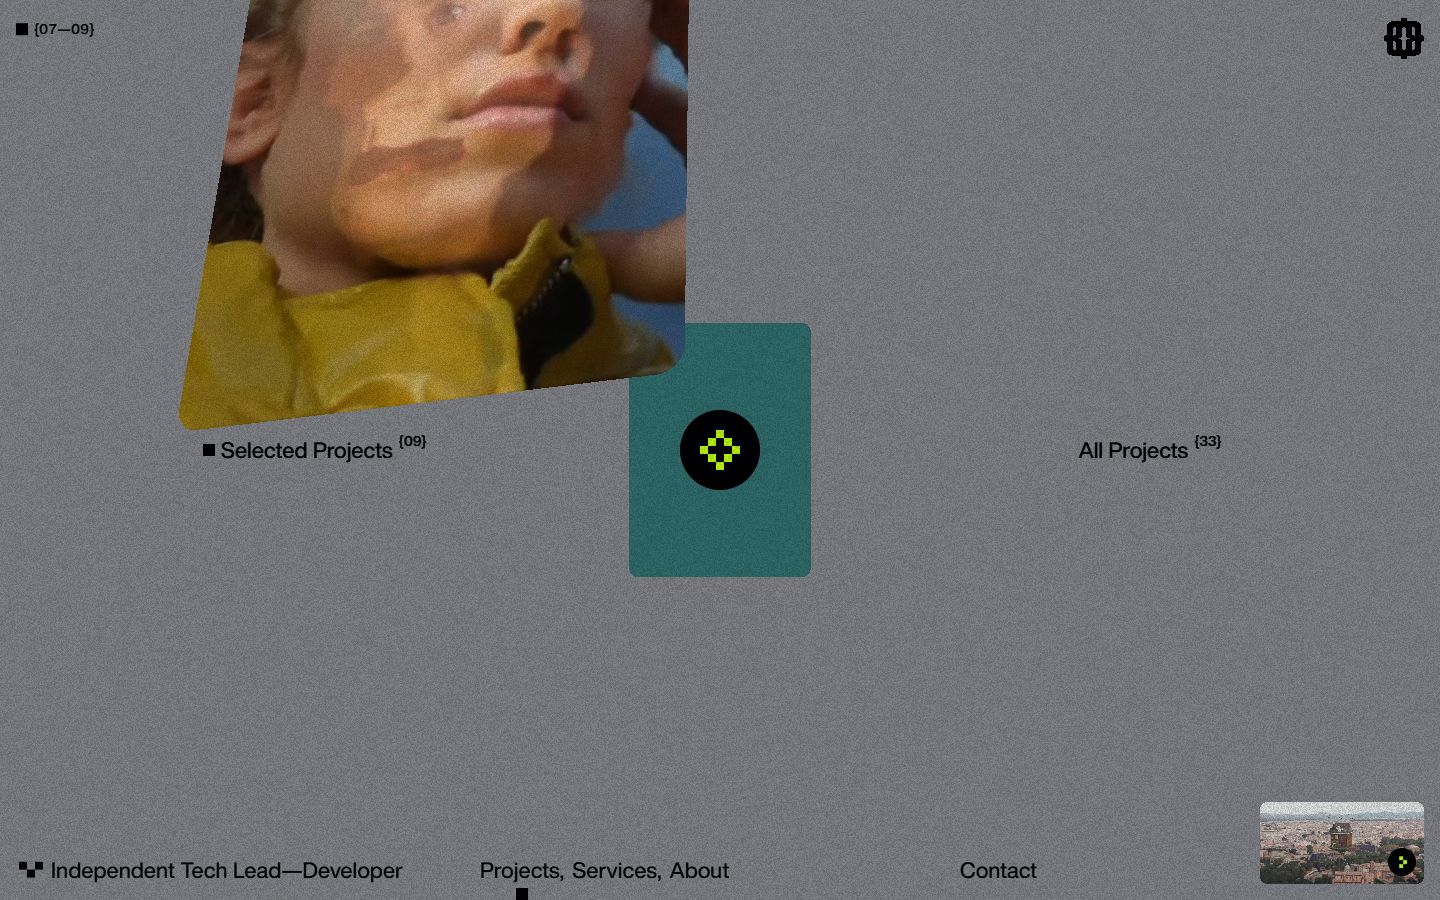 {07—09}
Selected Projects {09}
All Projects {33}
Independent Tech Lead—Developer
Projects, Services, About
Contact